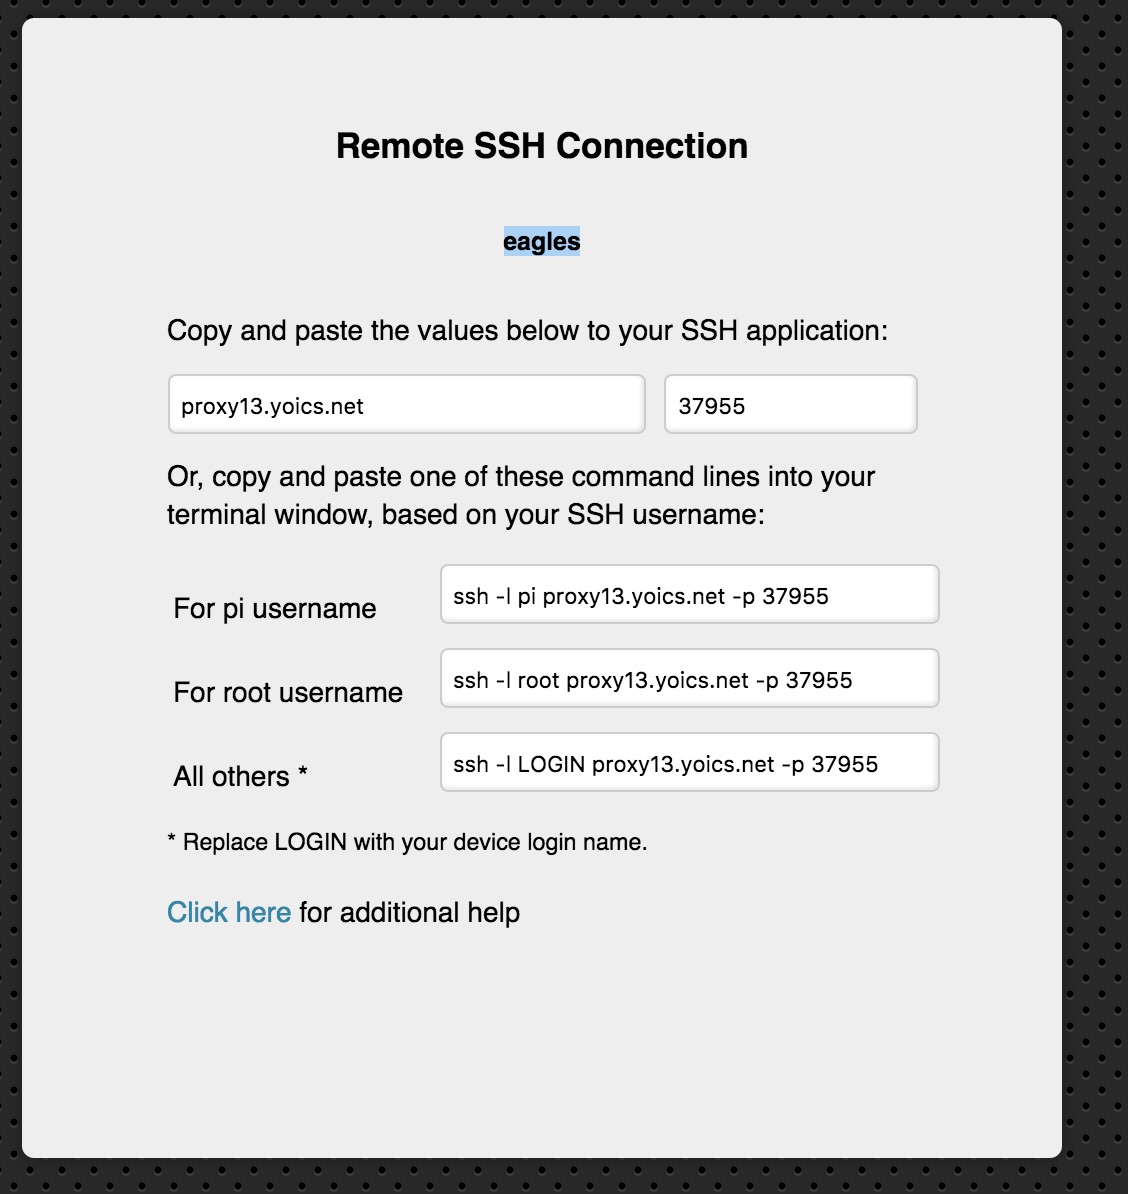 Remote SSH Connection
eagles
Copy and paste the values below to your SSH application:
proxy13.yoics.net 37955
Or, copy and paste one of these command lines into your
terminal window, based on your SSH username:
For pi username ssh -l pi proxy13.yoics.net -p 37955
For root username ssh -l root proxy13.yoics.net -p 37955
All others * ssh -l LOGIN proxy13.yoics.net -p 37955
* Replace LOGIN with your device login name.
Click here for additional help